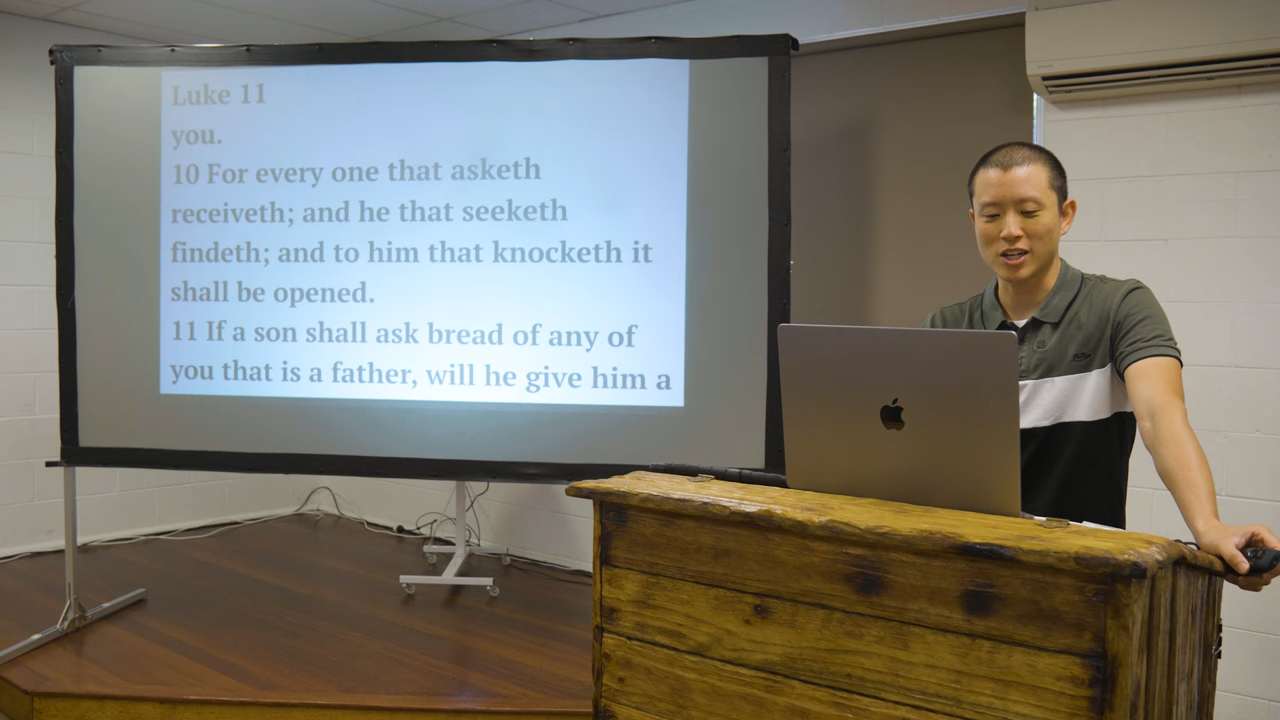 Luke 11
you.
10 For every one that asketh
receiveth; and he that seeketh
findeth; and to him that knocketh it
shall be opened.
11 If a son shall ask bread of any of
you that is a father, will he give him a